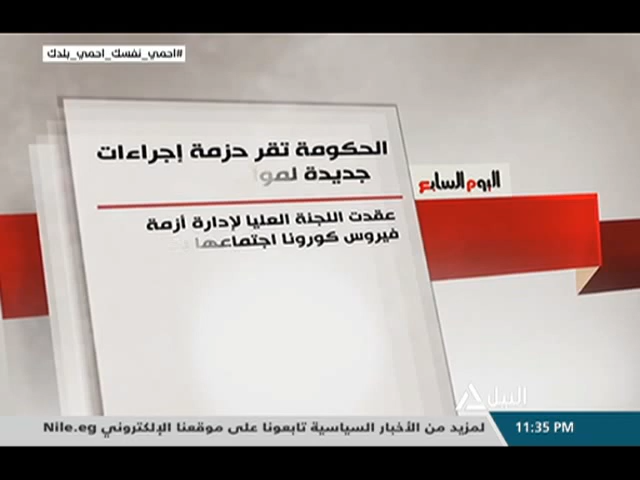 #احمي_نفسك_احمي_بلدك
الحكومة تقر حزمة إجراءات
جديدة
اليوم السابع
عقدت اللجنة العليا لإدارة أزمة
فيروس كورونا اجتماعها
النيل
لمزيد من الأخبار السياسية تابعونا على موقعنا الإلكتروني Nile.eg
11:35 PM